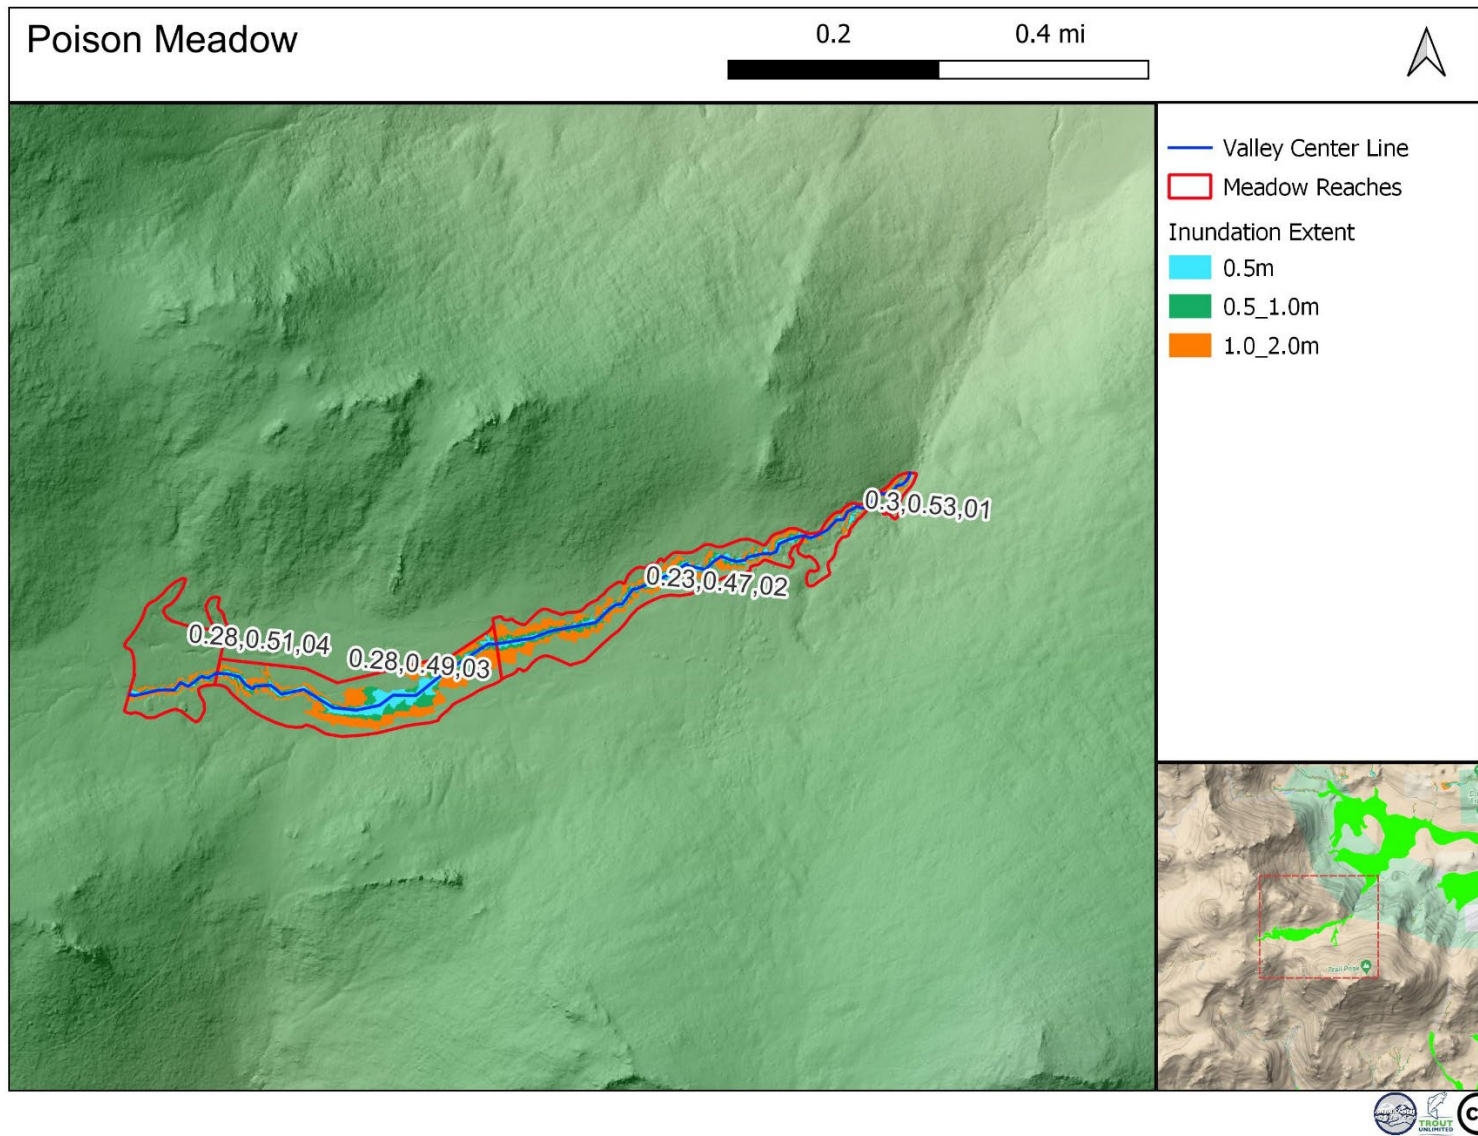 Poison Meadow
0.2
0.4 mi
Valley Center Line
Meadow Reaches
Inundation Extent
0.5m
0.5_1.0m
1.0_2.0m
0.3,0.53,01
0.23,0.47,02
0.28,0.51,04
0.28,0.49,03
Trail Peak
TROUT
UNLIMITED